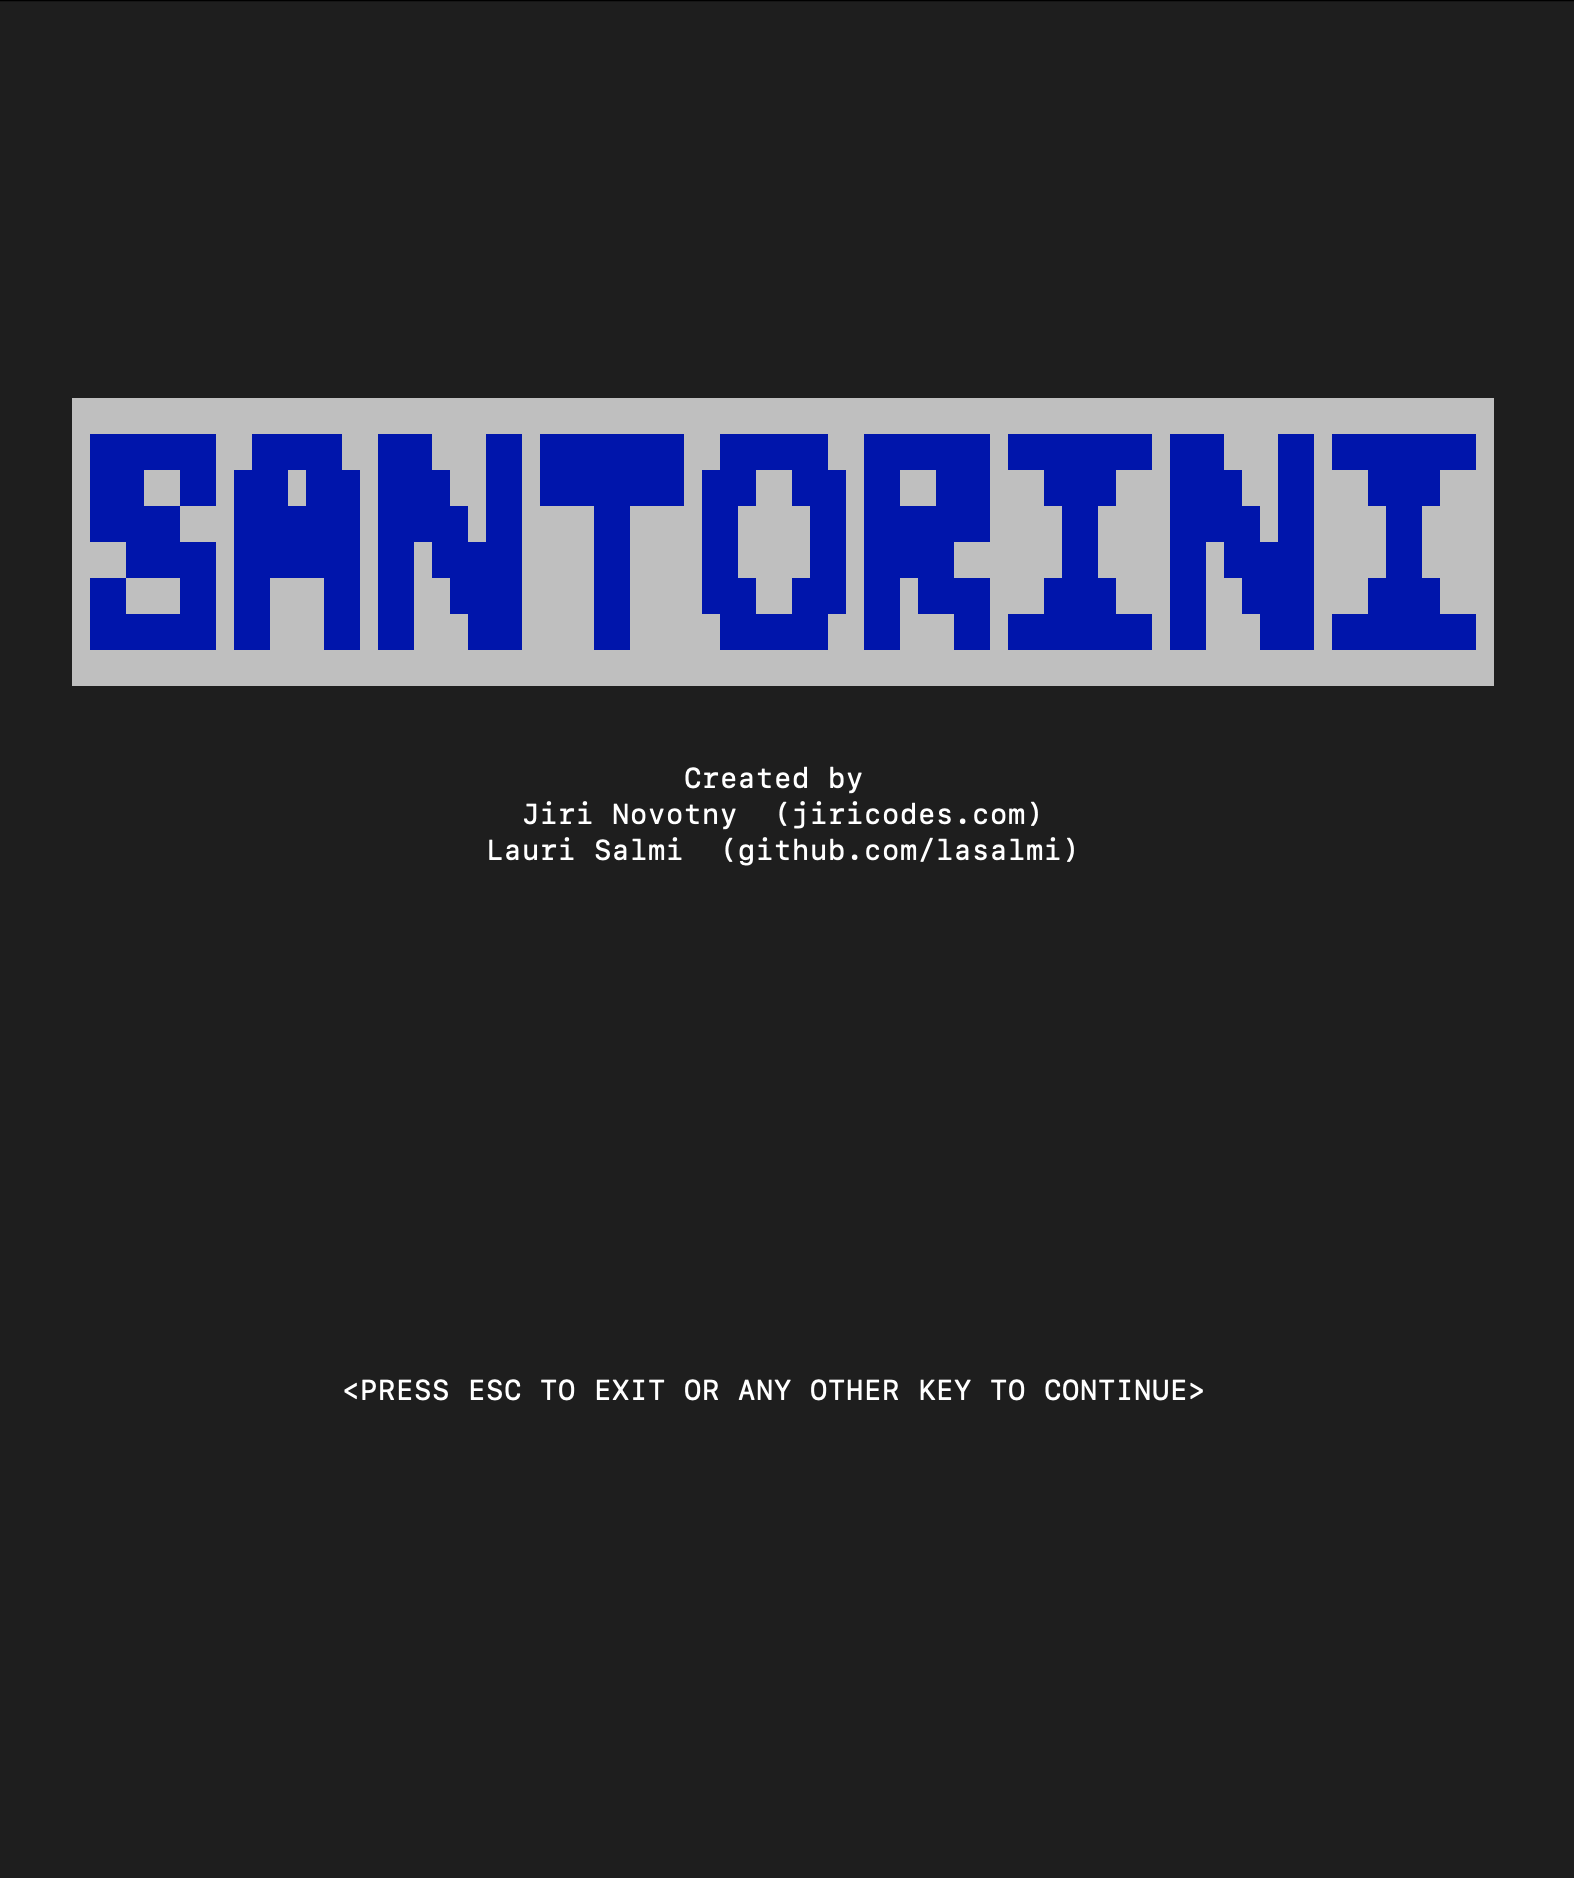 SANTORINI
Created by
Jiri Novotny  (jiricodes.com)
Lauri Salmi  (github.com/lasalmi)
<PRESS ESC TO EXIT OR ANY OTHER KEY TO CONTINUE>